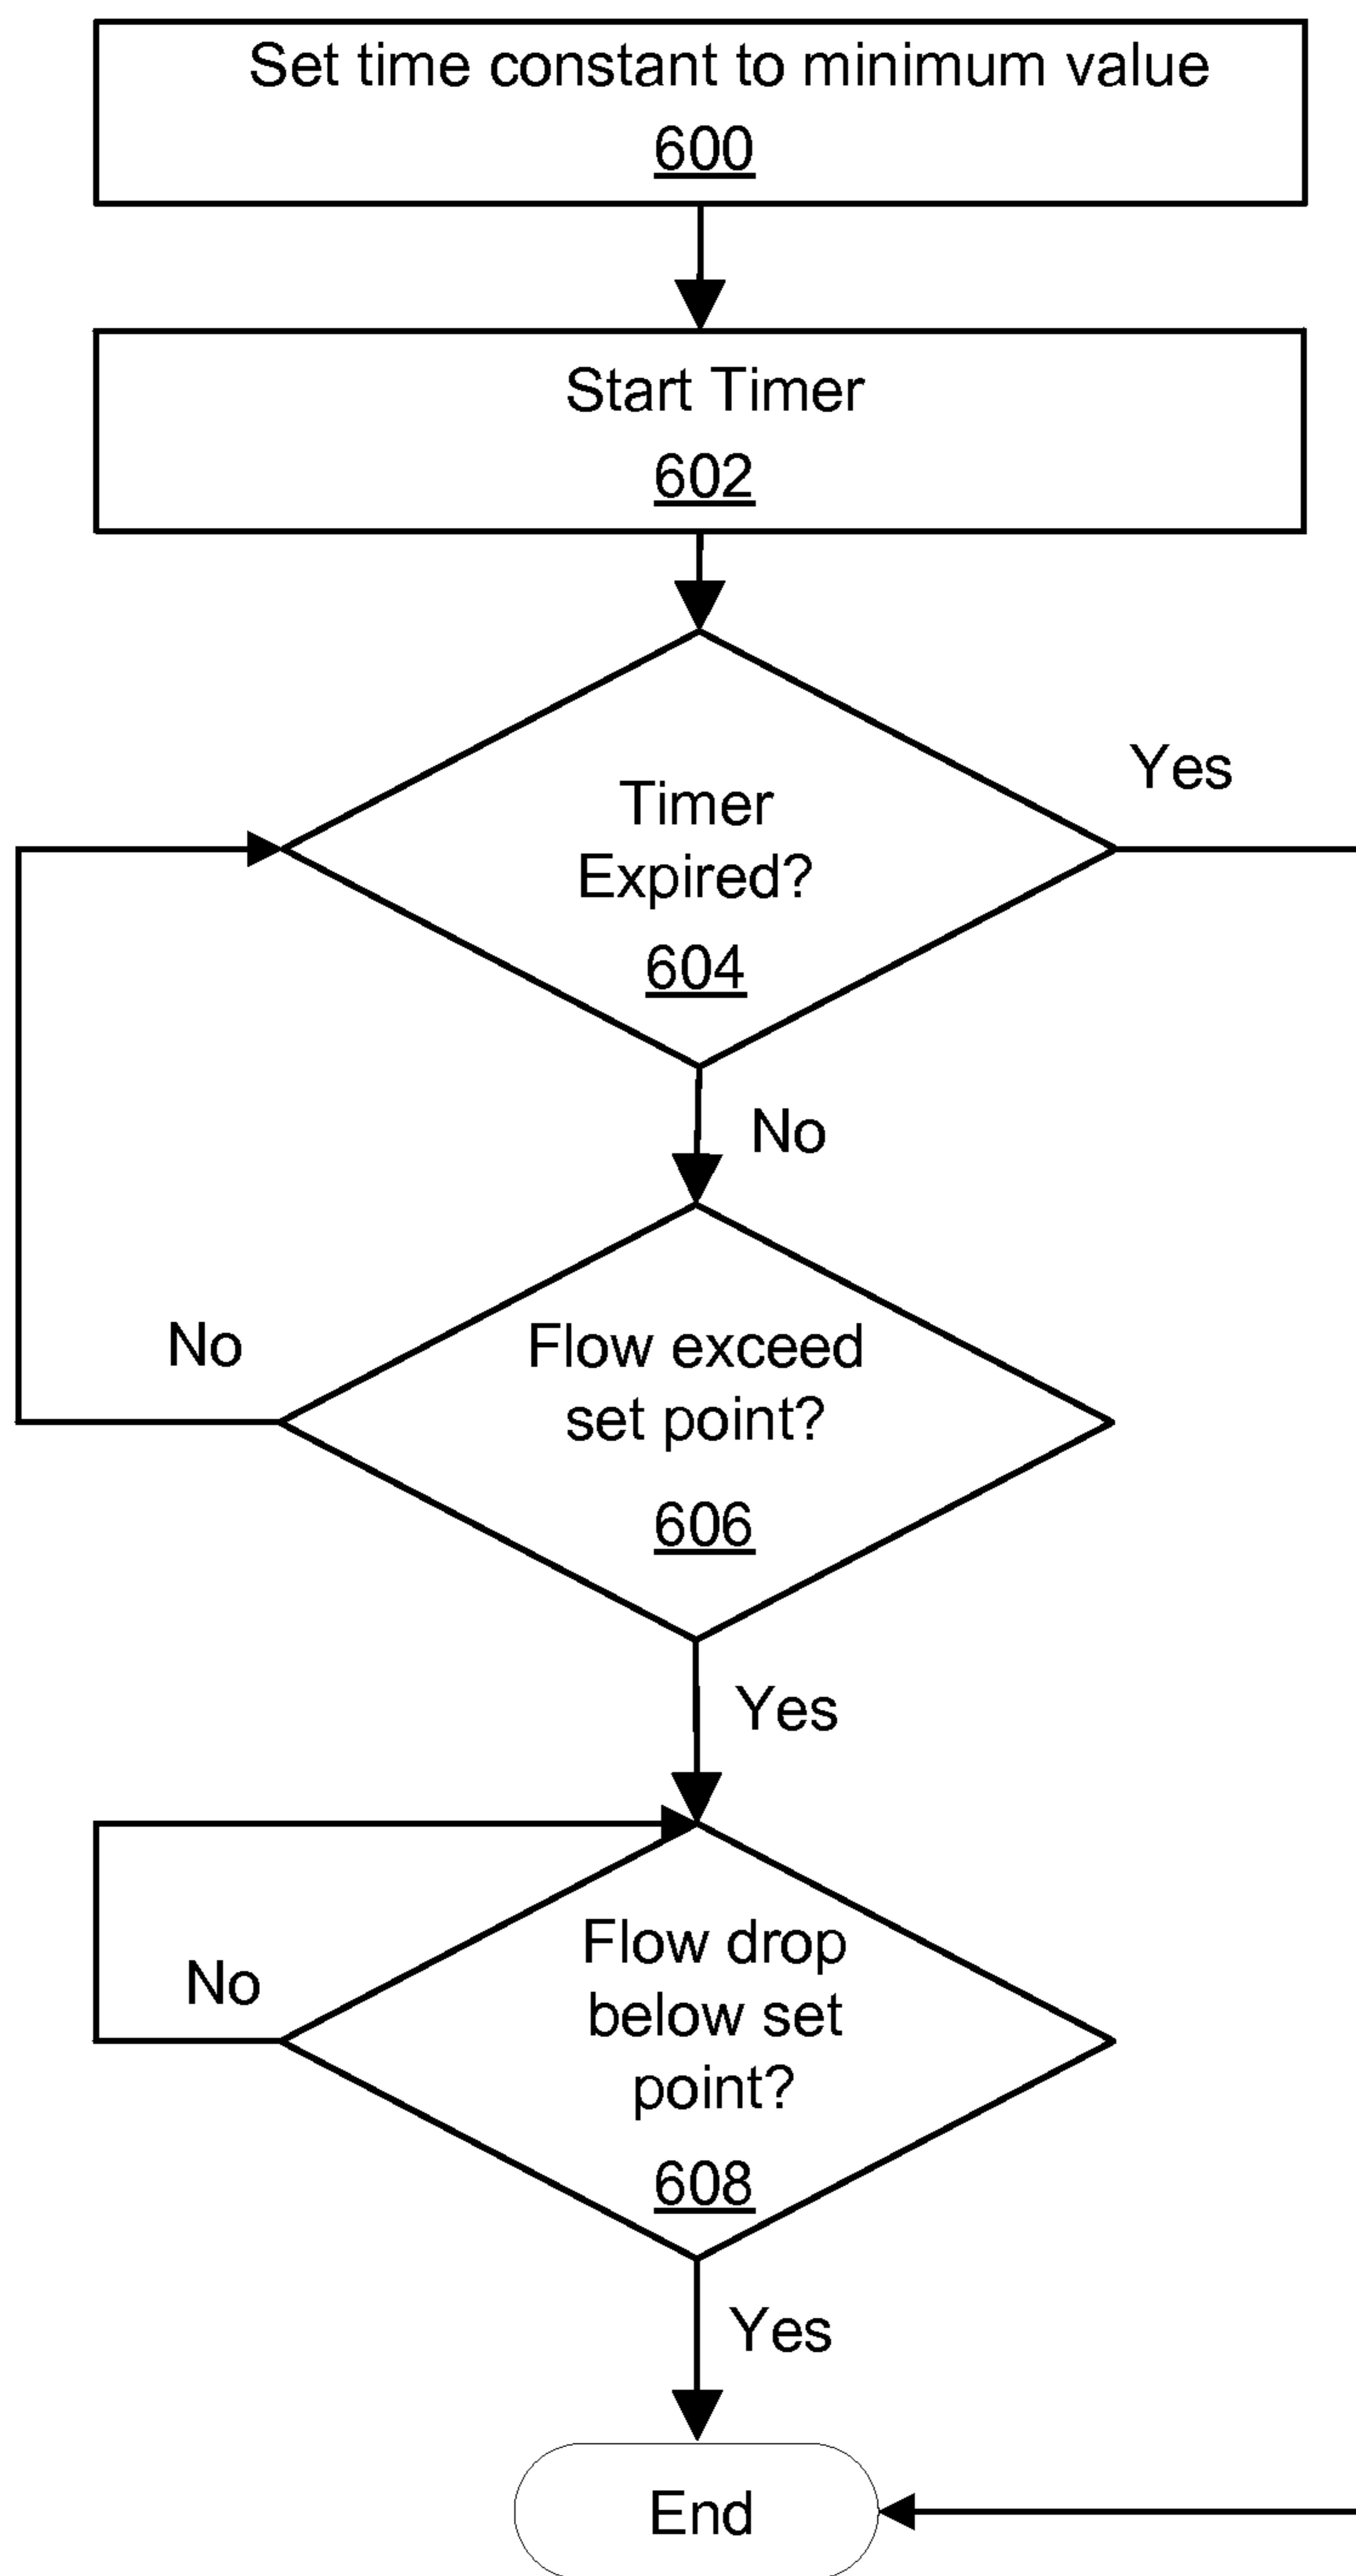 Set time constant to minimum value
600
Start Timer
602
Yes
Timer
Expired?
604
No
No
Flow exceed
set point?
606
Yes
Flow drop
No
below set
point?
608
Yes
End